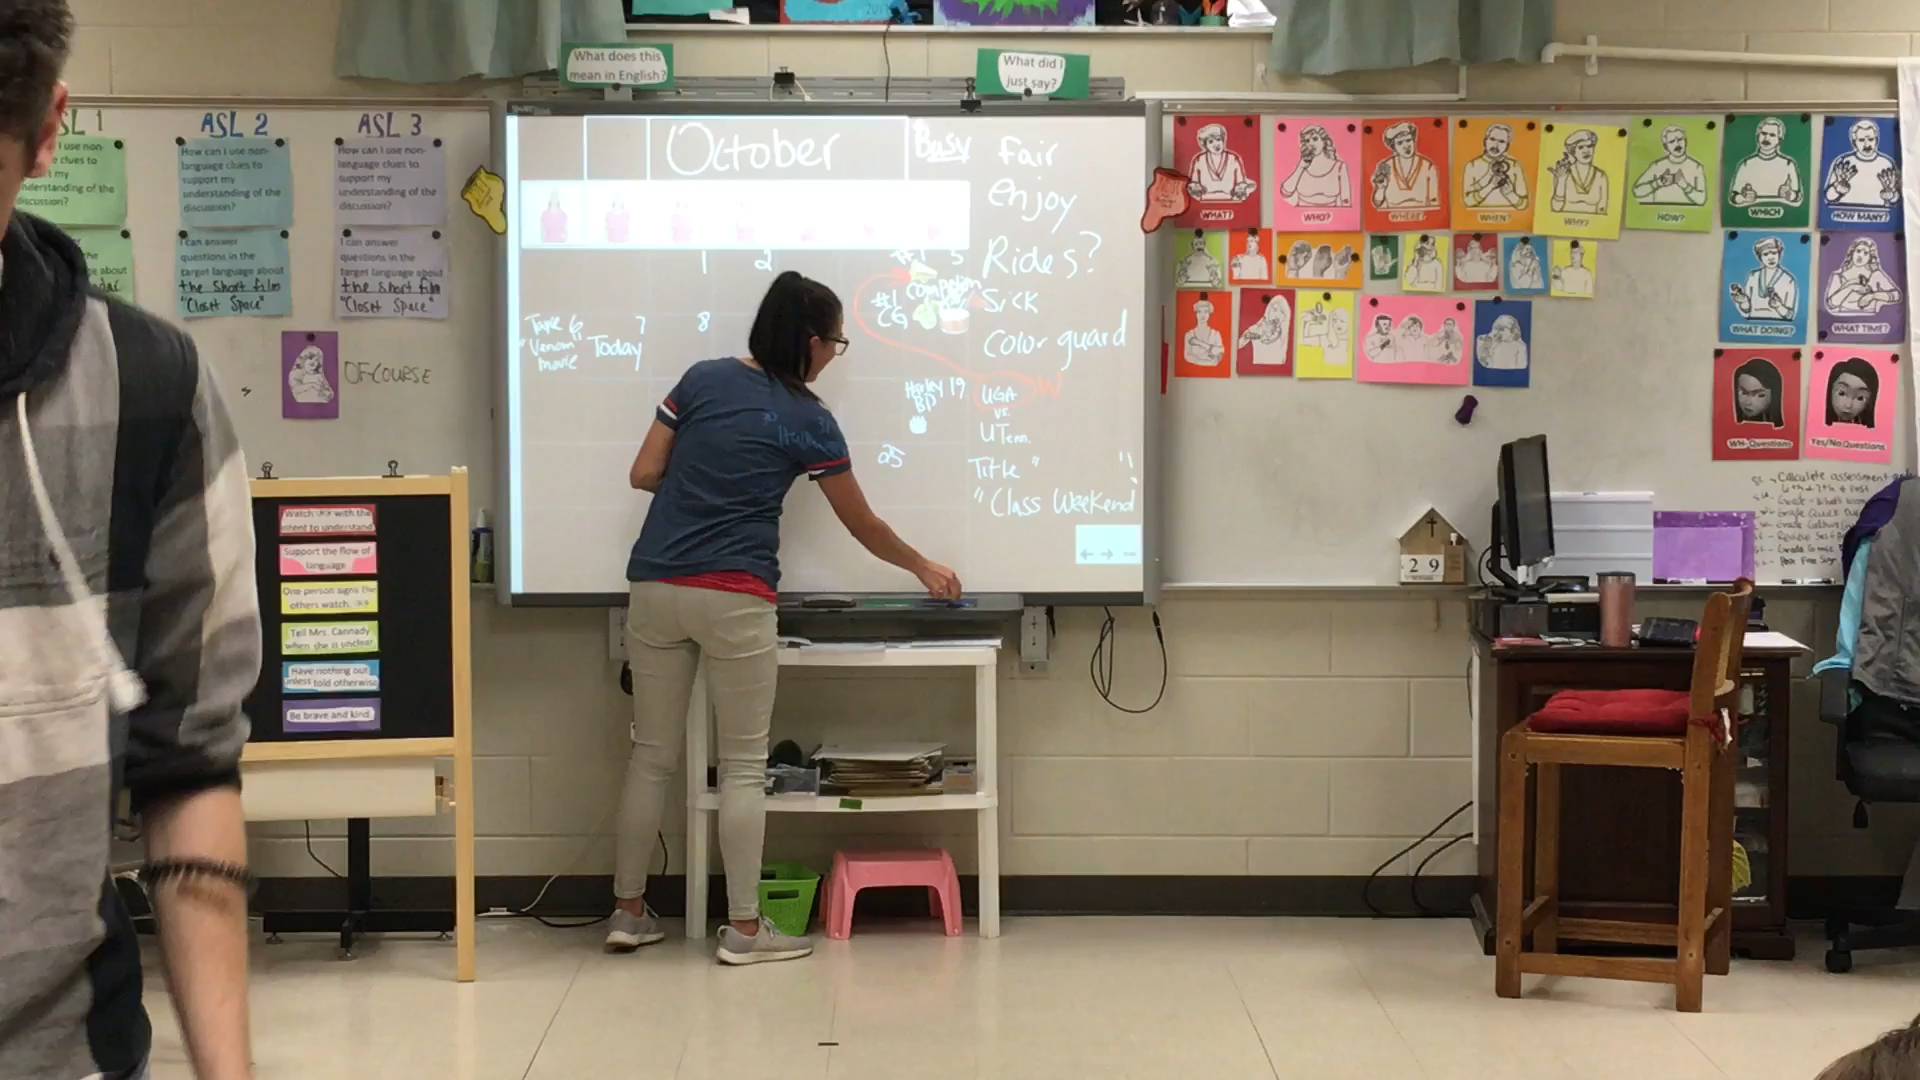 What does this
mean in English?
What did I
just say?
ASL 2
ASL 3
How can I use non-
language clues to
support my
understanding of the
discussion?
How can I use non-
language clues to
support my
understanding of the
discussion?
I can answer
questions in the
target language about
the short film
"Closet Space"
I can answer
questions in the
target language about
the short film
"Closet Space"
OF COURSE
October
Busy
Fair
enjoy
Rides?
Sick
Color guard
1
2
5
#1
CG
6
7
8
"Venom"
movie
Today
Harley 19
BD
UGA
vs.
UTenn.
25
Title " "
"Class Weekend
WHAT?
WHO?
WHERE?
WHEN?
WHY?
HOW?
WHICH
HOW MANY?
WHAT DOING?
WHAT TIME?
WH-Questions
Yes/No Questions
29
intent to understand
Support the flow of
language
One person signs the
others watch.
Tell Mrs. Cannady
when she is unclear
Have nothing out
unless told otherwise
Be brave and kind